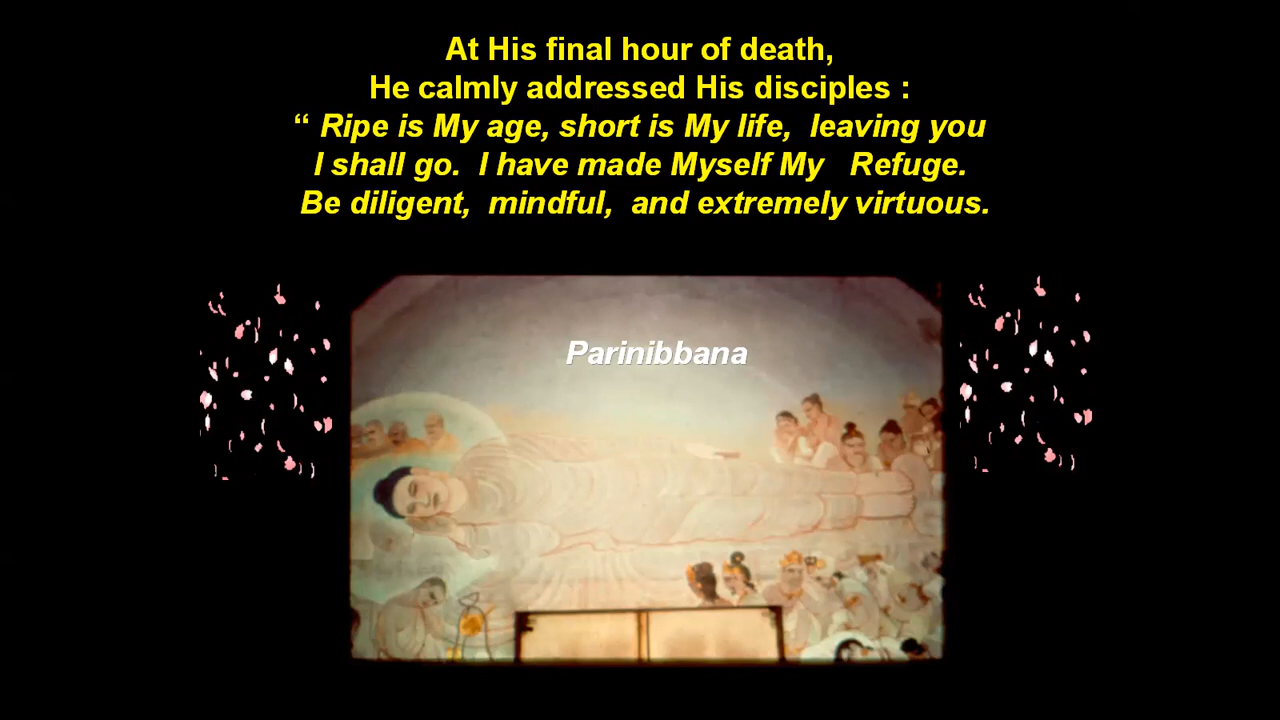 At His final hour of death,
He calmly addressed His disciples :
“ Ripe is My age, short is My life,  leaving you
I shall go.  I have made Myself My   Refuge.
Be diligent,  mindful,  and extremely virtuous.
Parinibbana